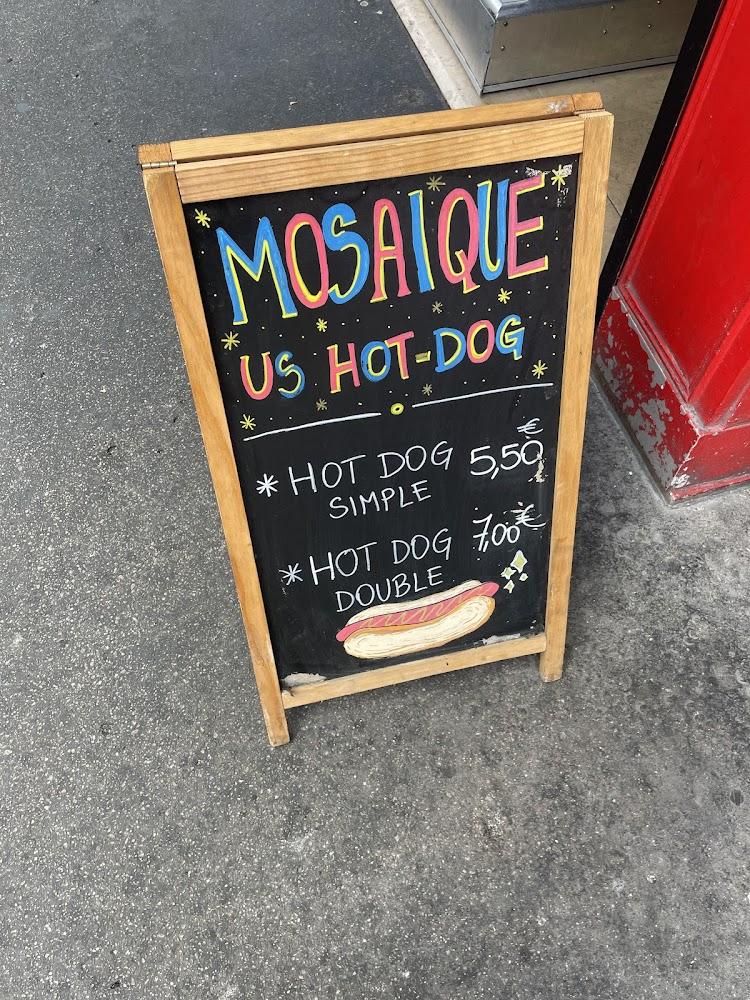 MOSAIQUE
US HOT-DOG
* HOT DOG 5,50 €
SIMPLE
* HOT DOG 7,00 €
DOUBLE